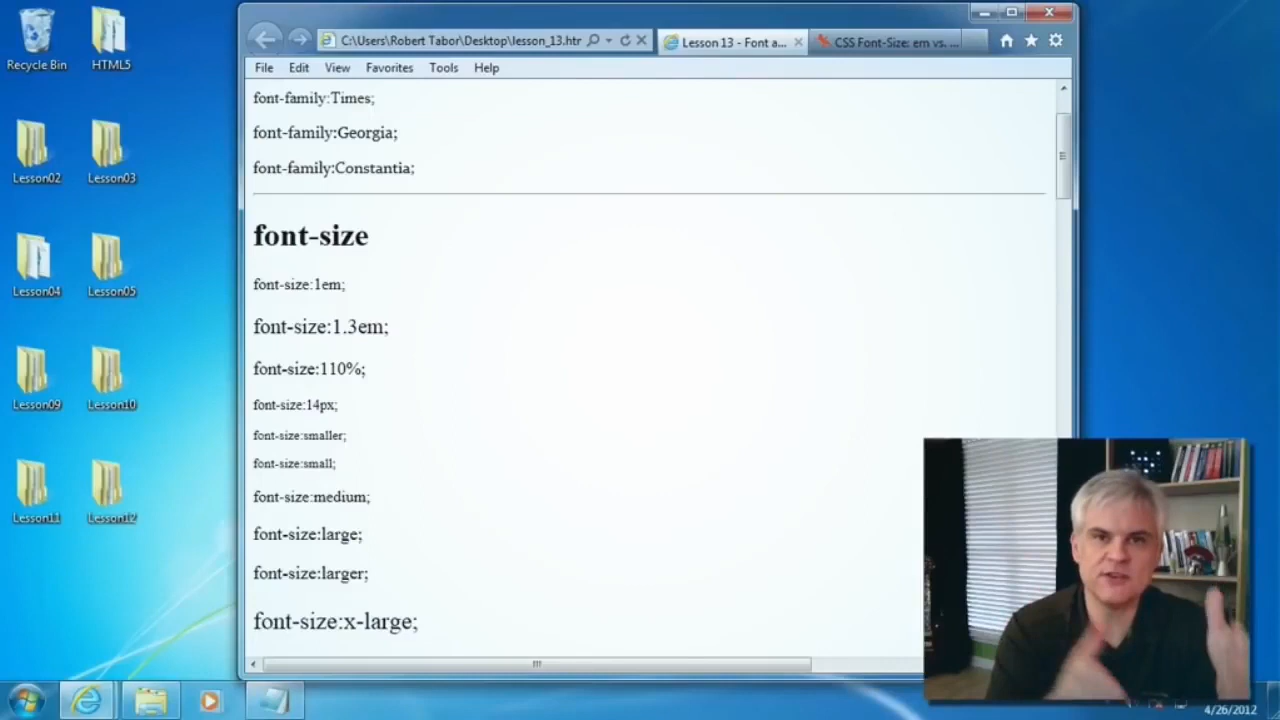 Recycle Bin
HTML5
Lesson02
Lesson03
Lesson04
Lesson05
Lesson09
Lesson10
Lesson11
Lesson12
C:\Users\Robert Tabor\Desktop\lesson_13.htr
Lesson 13 - Font a...
CSS Font-Size: em vs. ...
File Edit View Favorites Tools Help
font-family:Times;
font-family:Georgia;
font-family:Constantia;
font-size
font-size:1em;
font-size:1.3em;
font-size:110%;
font-size:14px;
font-size:smaller;
font-size:small;
font-size:medium;
font-size:large;
font-size:larger;
font-size:x-large;
4/26/2012